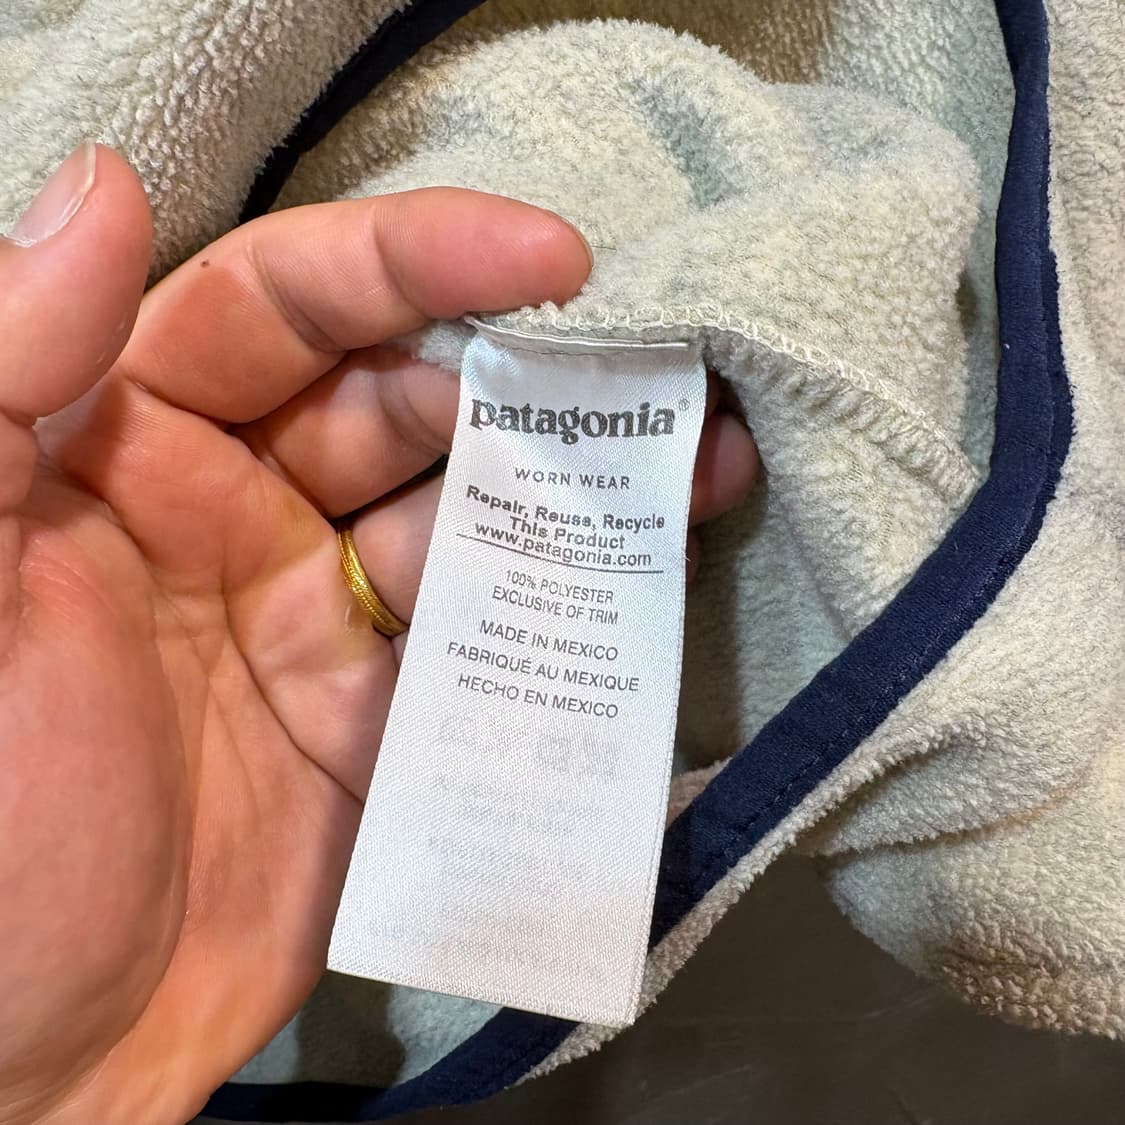 patagonia®
WORN WEAR
Repair, Reuse, Recycle
This Product
www.patagonia.com
100% POLYESTER
EXCLUSIVE OF TRIM
MADE IN MEXICO
FABRIQUÉ AU MEXIQUE
HECHO EN MEXICO